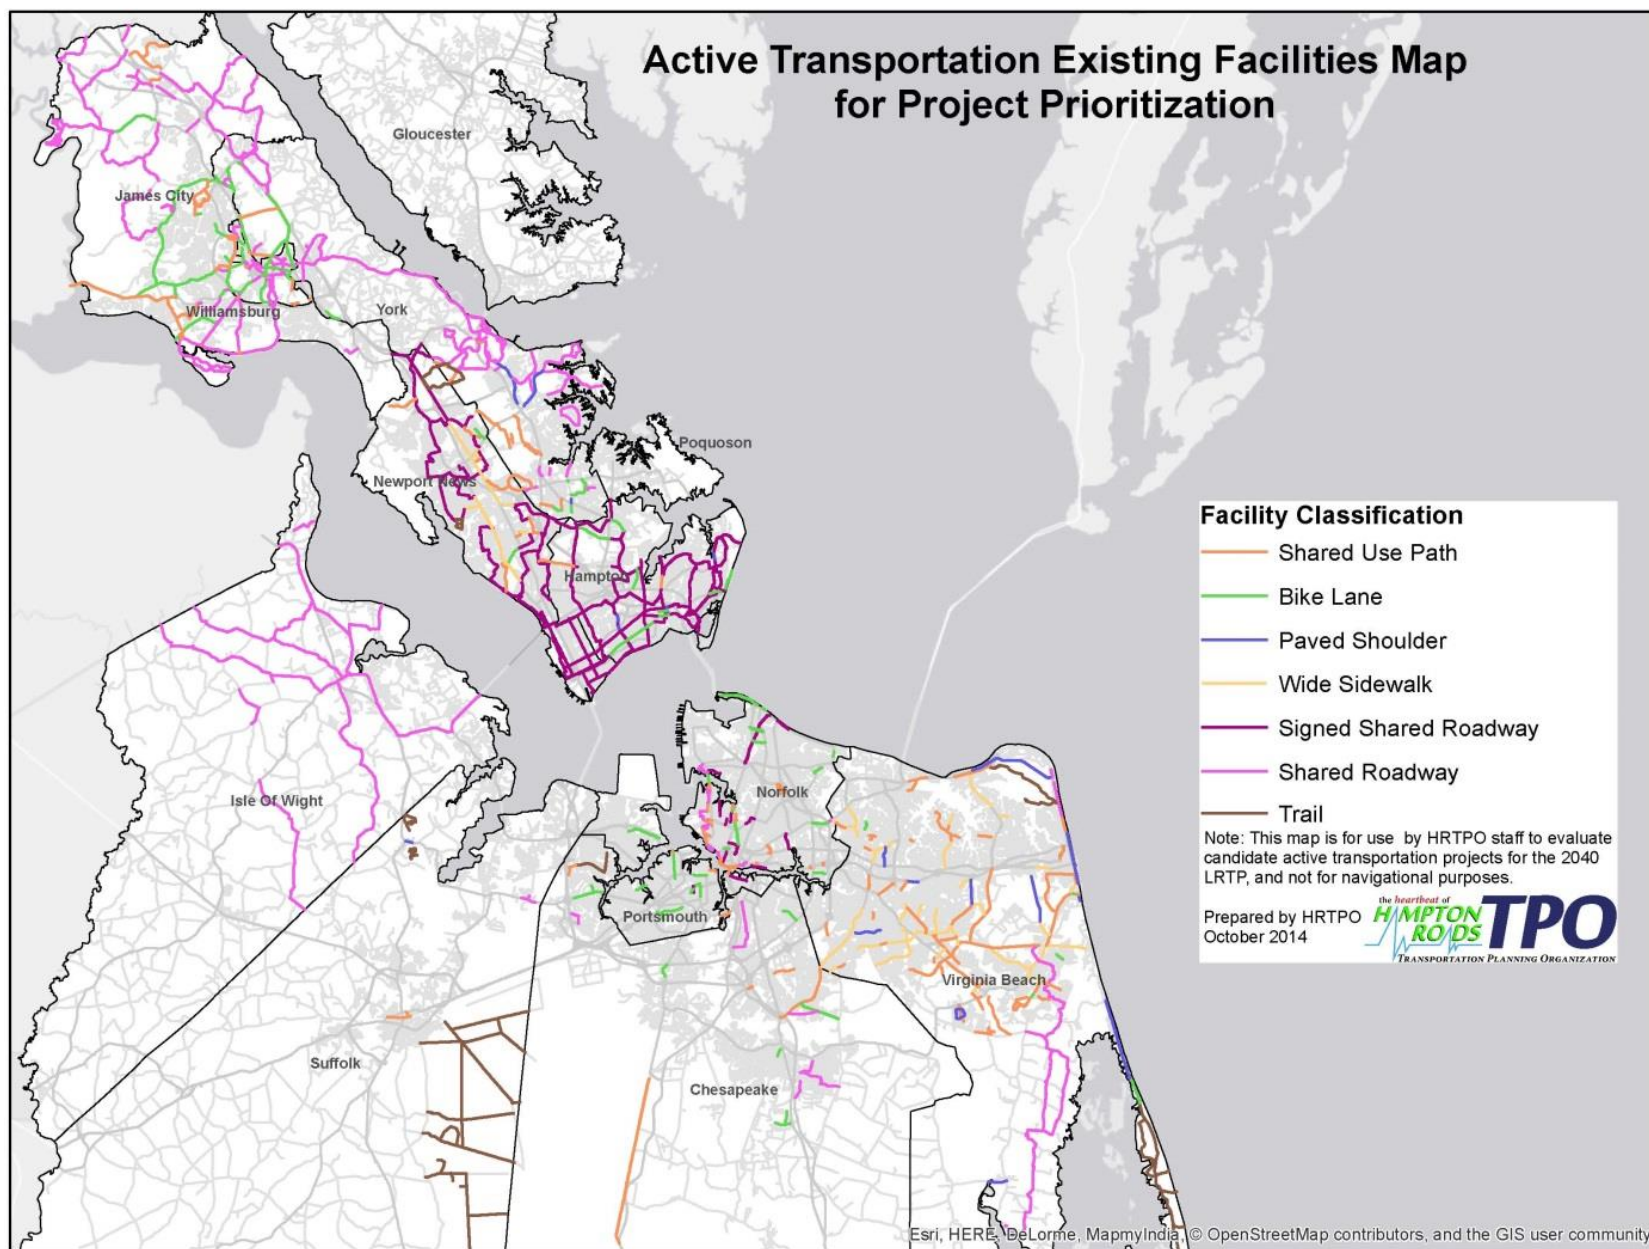 Active Transportation Existing Facilities Map
for Project Prioritization
Gloucester
James City
Williamsburg
York
Poquoson
Newport News
Hampton
Isle Of Wight
Norfolk
Portsmouth
Virginia Beach
Suffolk
Chesapeake
Facility Classification
Shared Use Path
Bike Lane
Paved Shoulder
Wide Sidewalk
Signed Shared Roadway
Shared Roadway
Trail
Note: This map is for use by HRTPO staff to evaluate
candidate active transportation projects for the 2040
LRTP, and not for navigational purposes.
Prepared by HRTPO
October 2014
the heartbeat of
HAMPTON
ROADS
TPO
TRANSPORTATION PLANNING ORGANIZATION
Esri, HERE, DeLorme, MapmyIndia, © OpenStreetMap contributors, and the GIS user community